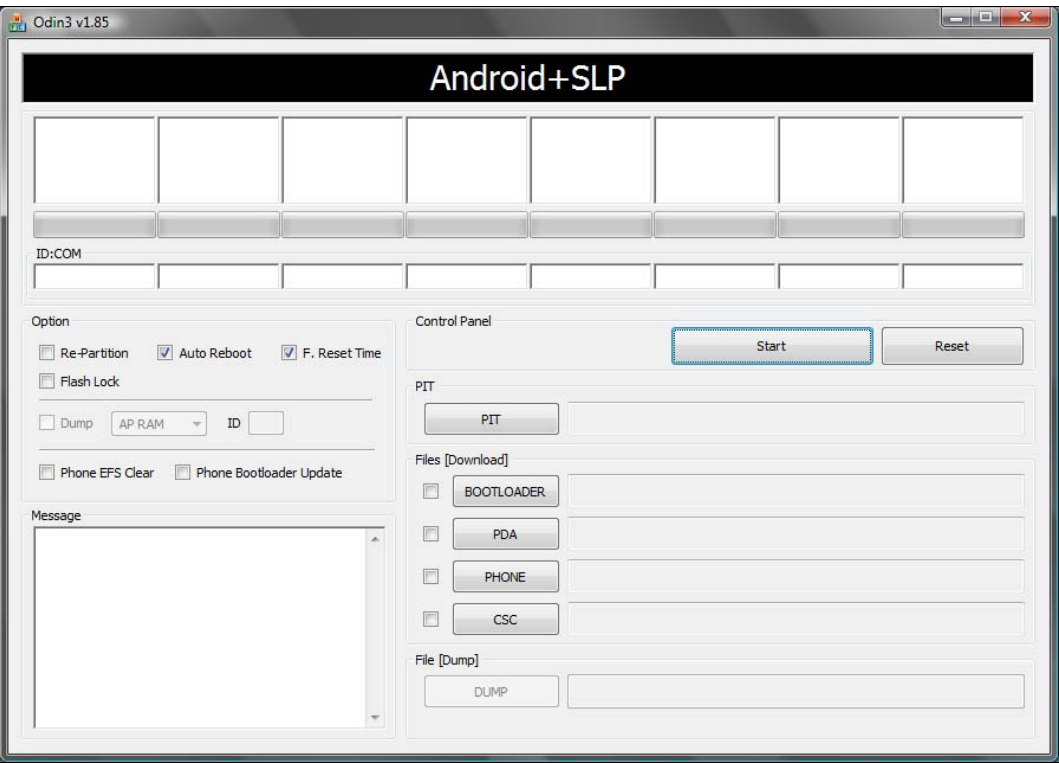 Odin3 v1.85
Android+SLP
ID:COM
Option
Re-Partition Auto Reboot F. Reset Time
Flash Lock
Dump AP RAM ID
Phone EFS Clear Phone Bootloader Update
Message
Control Panel
Start Reset
PIT
PIT
Files [Download]
BOOTLOADER
PDA
PHONE
CSC
File [Dump]
DUMP